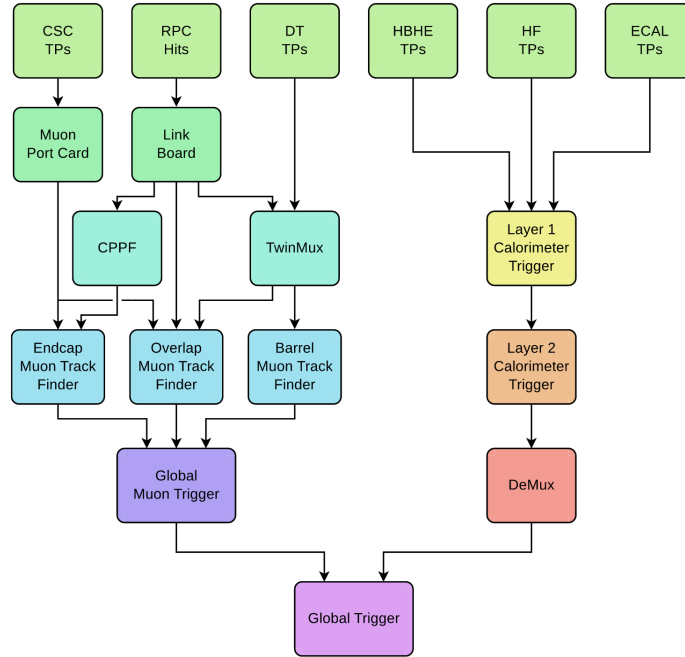 CSC
TPs
RPC
Hits
DT
TPs
HBHE
TPs
HF
TPs
ECAL
TPs
Muon
Port Card
Link
Board
CPPF
TwinMux
Layer 1
Calorimeter
Trigger
Endcap
Muon Track
Finder
Overlap
Muon Track
Finder
Barrel
Muon Track
Finder
Layer 2
Calorimeter
Trigger
Global
Muon Trigger
DeMux
Global Trigger